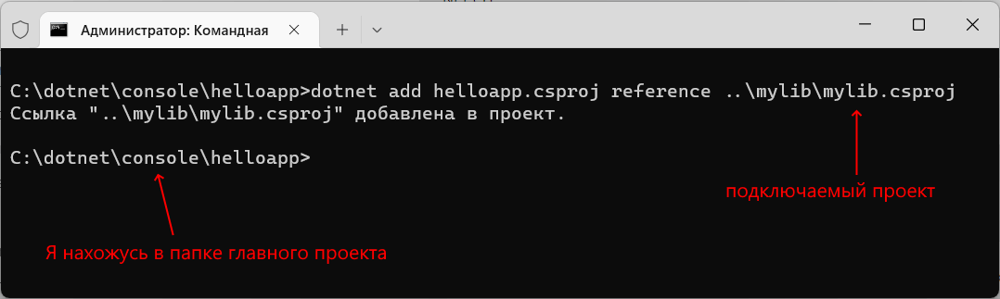 Администратор: Командная
C:\dotnet\console\helloapp>dotnet add helloapp.csproj reference ..\mylib\mylib.csproj
Ссылка "..\mylib\mylib.csproj" добавлена в проект.
C:\dotnet\console\helloapp>
подключаемый проект
Я нахожусь в папке главного проекта